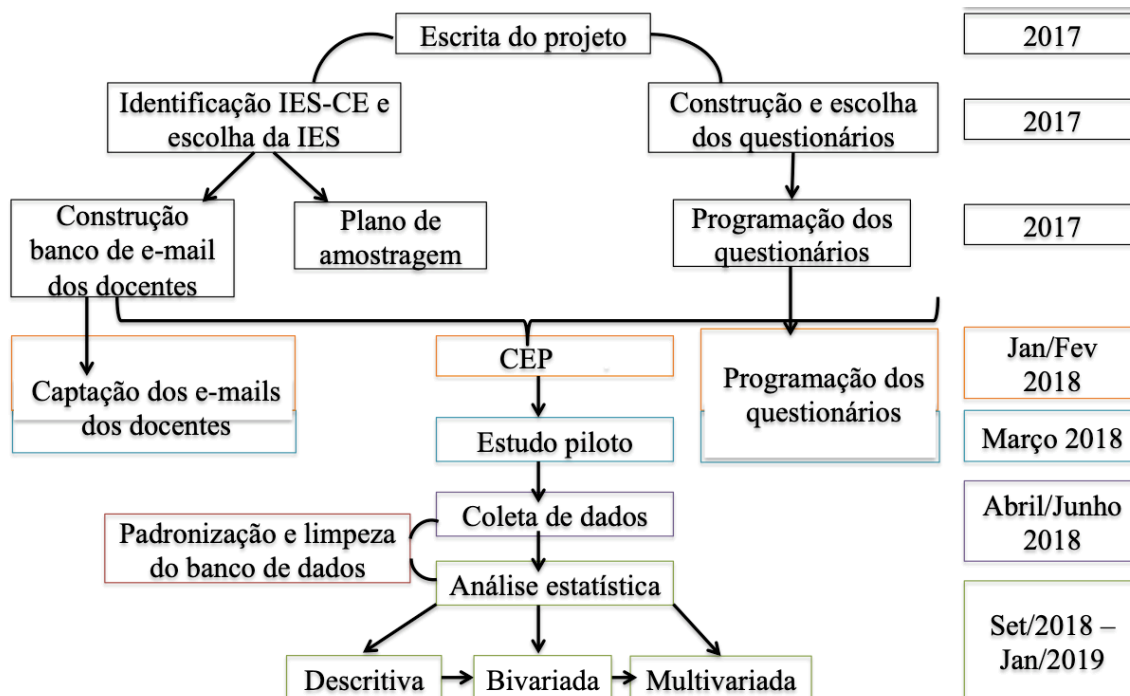 Escrita do projeto
2017
Identificação IES-CE e
escolha da IES
Construção e escolha
dos questionários
2017
Construção
banco de e-mail
dos docentes
Plano de
amostragem
Programação dos
questionários
2017
Captação dos e-mails
dos docentes
CEP
Programação dos
questionários
Jan/Fev
2018
Estudo piloto
Março 2018
Padronização e limpeza
do banco de dados
Coleta de dados
Abril/Junho
2018
Análise estatística
Descritiva
Bivariada
Multivariada
Set/2018 –
Jan/2019